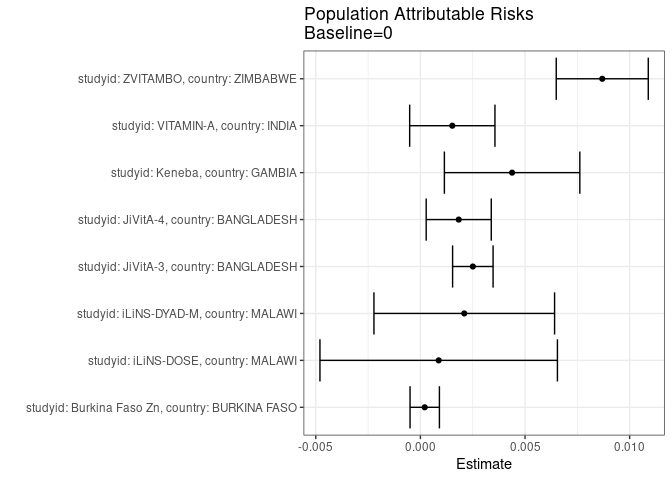 Population Attributable Risks
Baseline=0
studyid: ZVITAMBO, country: ZIMBABWE
studyid: VITAMIN-A, country: INDIA
studyid: Keneba, country: GAMBIA
studyid: JiVitA-4, country: BANGLADESH
studyid: JiVitA-3, country: BANGLADESH
studyid: iLiNS-DYAD-M, country: MALAWI
studyid: iLiNS-DOSE, country: MALAWI
studyid: Burkina Faso Zn, country: BURKINA FASO
-0.005 0.000 0.005 0.010
Estimate